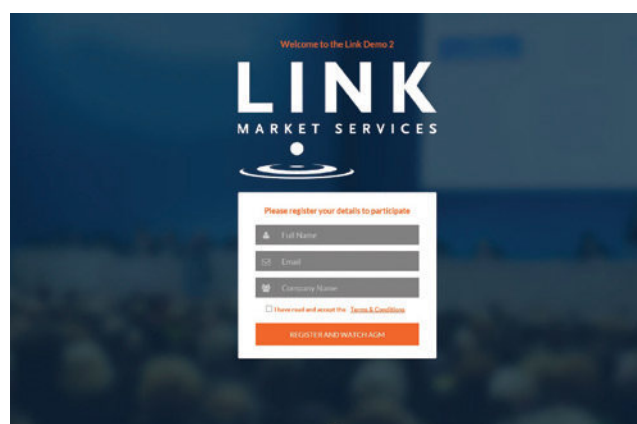 Welcome to the Link Demo 2
LINK
MARKET SERVICES
Please register your details to participate
Full Name
Email
Company Name
I have read and accept the Terms & Conditions
REGISTER AND WATCH AGM